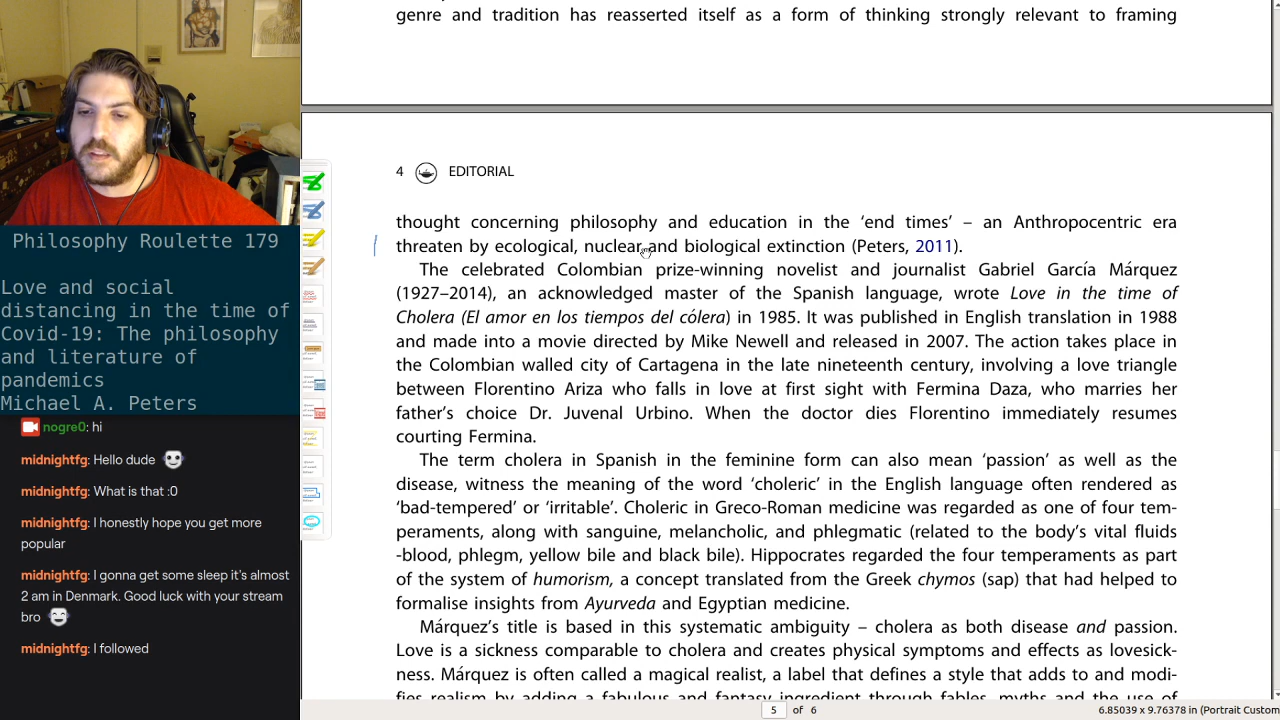 genre and tradition has reasserted itself as a form of thinking strongly relevant to framing
4 EDITORIAL
thought concerning philosophy and education in the ‘end times’ – an Anthropocentric era
threaten by ecological, nuclear and biological extinction (Peters, 2011).
The celebrated Colombian prize-winning novelist and journalist Gabriel García Márquez
(1927–2014), an acknowledged master of the Spanish language, wrote Love in the time of
Cholera (El amor en los tiempos del cólera) in 1985. It was published in English translation in 1988
and made into a movie directed by Mike Newall and released in 2007. The action takes place in
the Colombian walled city of Cartegena in the late nineteenth century, involving a love triangle
between Florentino Ariza who falls in love at first sight with Fermina Daza, who marries her
father’s choice Dr. Juvenal Urbino. When the doctor dies Florentino immediately resumes
courting Fermina.
The term cholera in Spanish in the feminine form can also mean ‘passion’ as well as the
disease, witness the meaning of the word choleric in the English language often rendered as
‘bad-tempered’ or ‘irritable’. Choleric in Greco-Roman medicine was regarded as one of four tem-
peraments, along with sanguine, melancholic, and phlegmatic (related to the body’s vital fluids
-blood, phlegm, yellow bile and black bile). Hippocrates regarded the four temperaments as part
of the system of humorism, a concept translated from the Greek chymos (sap) that had helped to
formalise insights from Ayurveda and Egyptian medicine.
Márquez’s title is based in this systematic ambiguity – cholera as both disease and passion.
Love is a sickness comparable to cholera and creates physical symptoms and effects as lovesick-
ness. Márquez is often called a magical realist, a label that defines a style that adds to and modi-
fies realism by adding a fabulous and fantasy ingredient through fables, myths and the use of
5 of 6
6.85039 x 9.76378 in (Portrait Custom
Philosophy Roulette 179
Love and social
distancing in the time of
Covid-19: The philosophy
and literature of
pandemics
Michael A. Peters
nogre0: hi
midnightfg: Hello dude
midnightfg: What is that :0
midnightfg: I honestly hope you get more
popular
midnightfg: I gonna get some sleep it's almost
2 am in Denmark. Good luck with your stream
bro
midnightfg: I followed